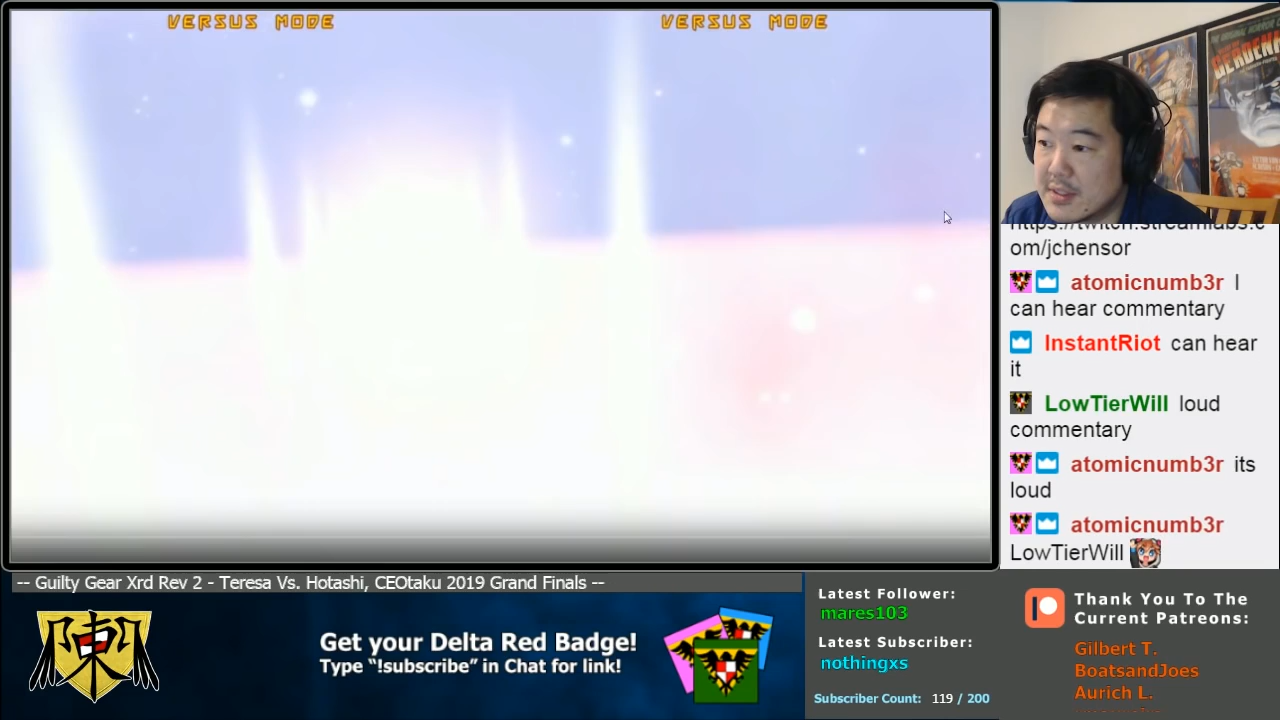 VERSUS MODE
VERSUS MODE
https://twitch.streamlabs.c
om/jchensor
atomicnumb3r I
can hear commentary
InstantRiot can hear
it
LowTierWill loud
commentary
atomicnumb3r its
loud
atomicnumb3r
LowTierWill
-- Guilty Gear Xrd Rev 2 - Teresa Vs. Hotashi, CEOtaku 2019 Grand Finals --
Get your Delta Red Badge!
Type "!subscribe" in Chat for link!
Latest Follower:
mares103
Latest Subscriber:
nothingxs
Subscriber Count: 119 / 200
Thank You To The
Current Patreons:
Gilbert T.
BoatsandJoes
Aurich L.